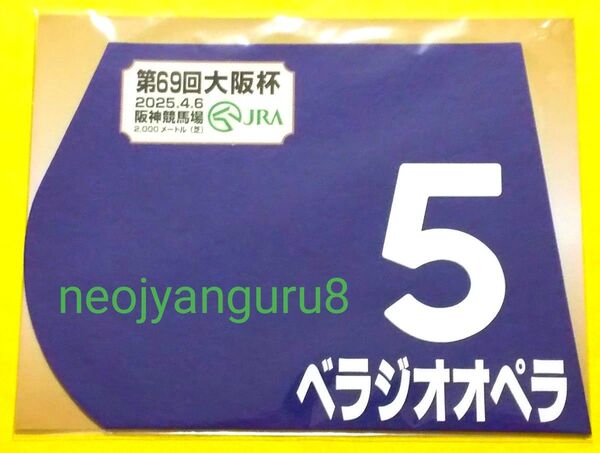 第69回大阪杯
2025.4.6
阪神競馬場
2,000メートル（芝）
JRA
5
neojyanguru8
ベラジオオペラ